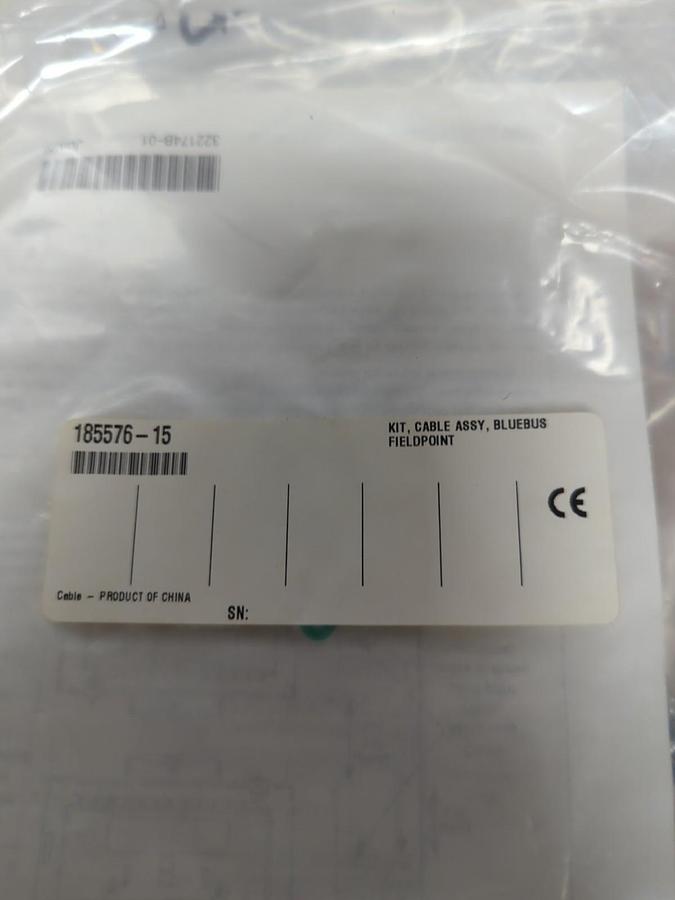 322174B-01
185576-15
KIT, CABLE ASSY, BLUEBUS
FIELDPOINT
CE
Cable - PRODUCT OF CHINA
SN: